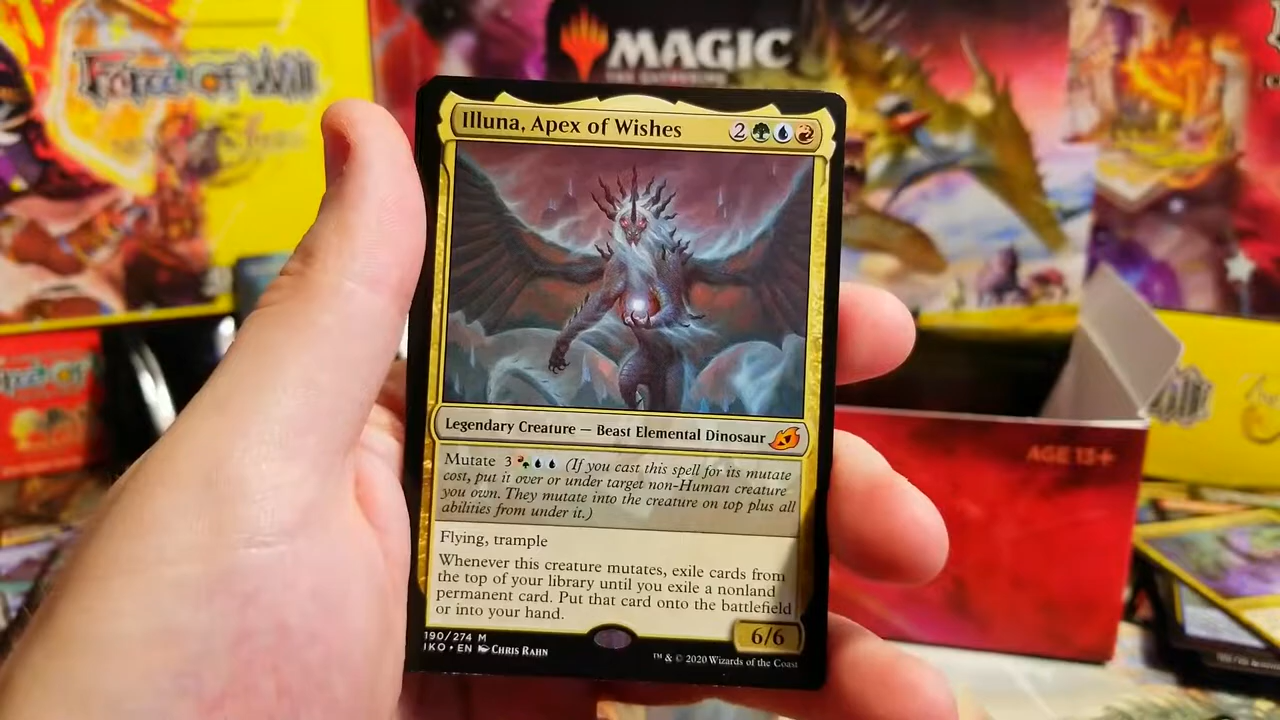 Force OF Will
MAGIC
THE GATHERING
Illuna, Apex of Wishes 2
Legendary Creature — Beast Elemental Dinosaur
Mutate 3 (If you cast this spell for its mutate
cost, put it over or under target non-Human creature
you own. They mutate into the creature on top plus all
abilities from under it.)
Flying, trample
Whenever this creature mutates, exile cards from
the top of your library until you exile a nonland
permanent card. Put that card onto the battlefield
or into your hand.
6/6
190/274 M
IKO • EN CHRIS RAHN
™ & © 2020 Wizards of the Coast
AGE 13+